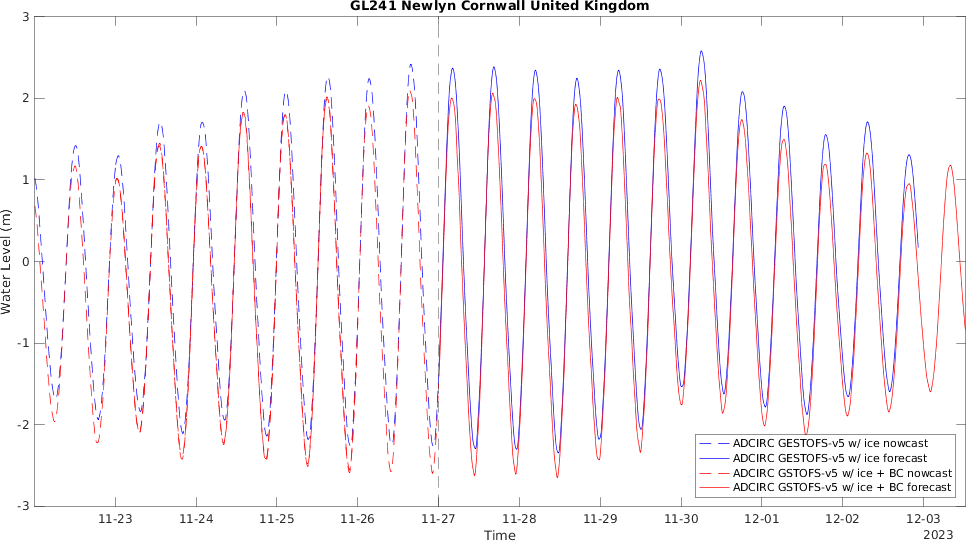 GL241 Newlyn Cornwall United Kingdom
3
2
1
0
-1
-2
-3
Water Level (m)
ADCIRC GESTOFS-v5 w/ ice nowcast
ADCIRC GESTOFS-v5 w/ ice forecast
ADCIRC GSTOFS-v5 w/ ice + BC nowcast
ADCIRC GSTOFS-v5 w/ ice + BC forecast
11-23 11-24 11-25 11-26 11-27 11-28 11-29 11-30 12-01 12-02 12-03
Time 2023